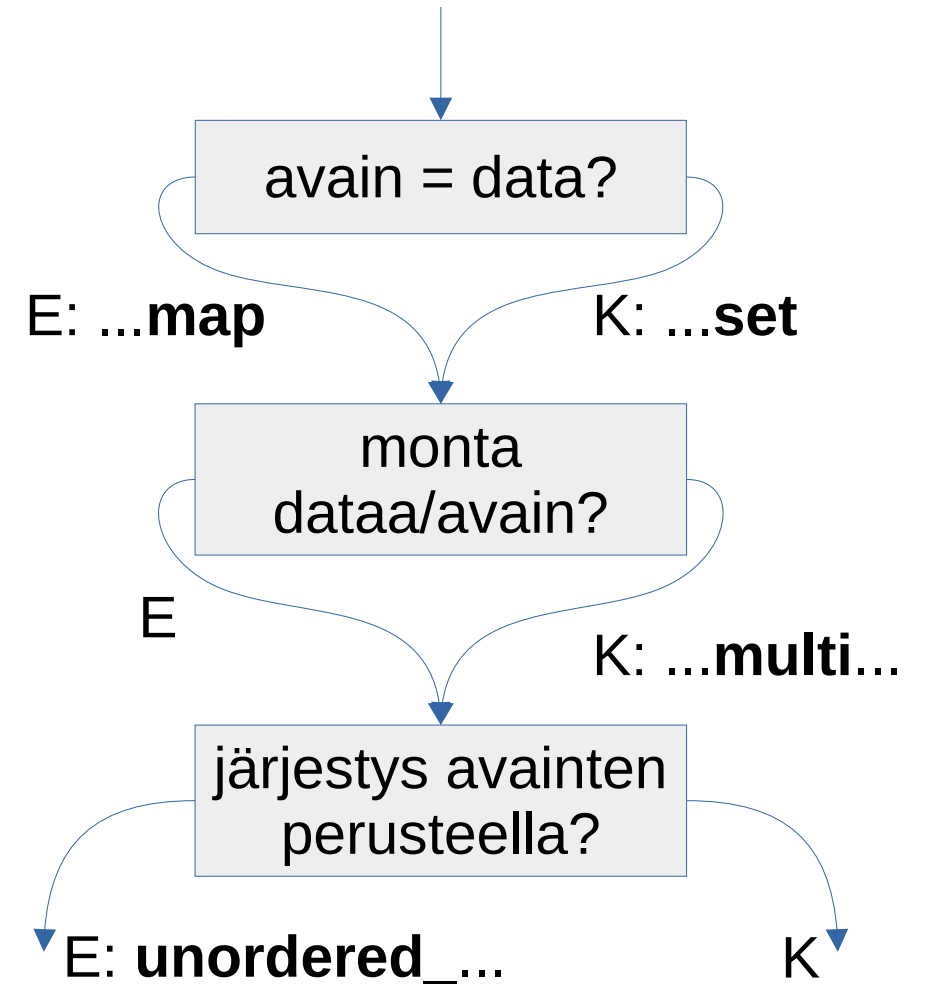 avain = data?
E: ...map
K: ...set
monta
dataa/avain?
E
K: ...multi...
järjestys avainten
perusteella?
E: unordered_...
K